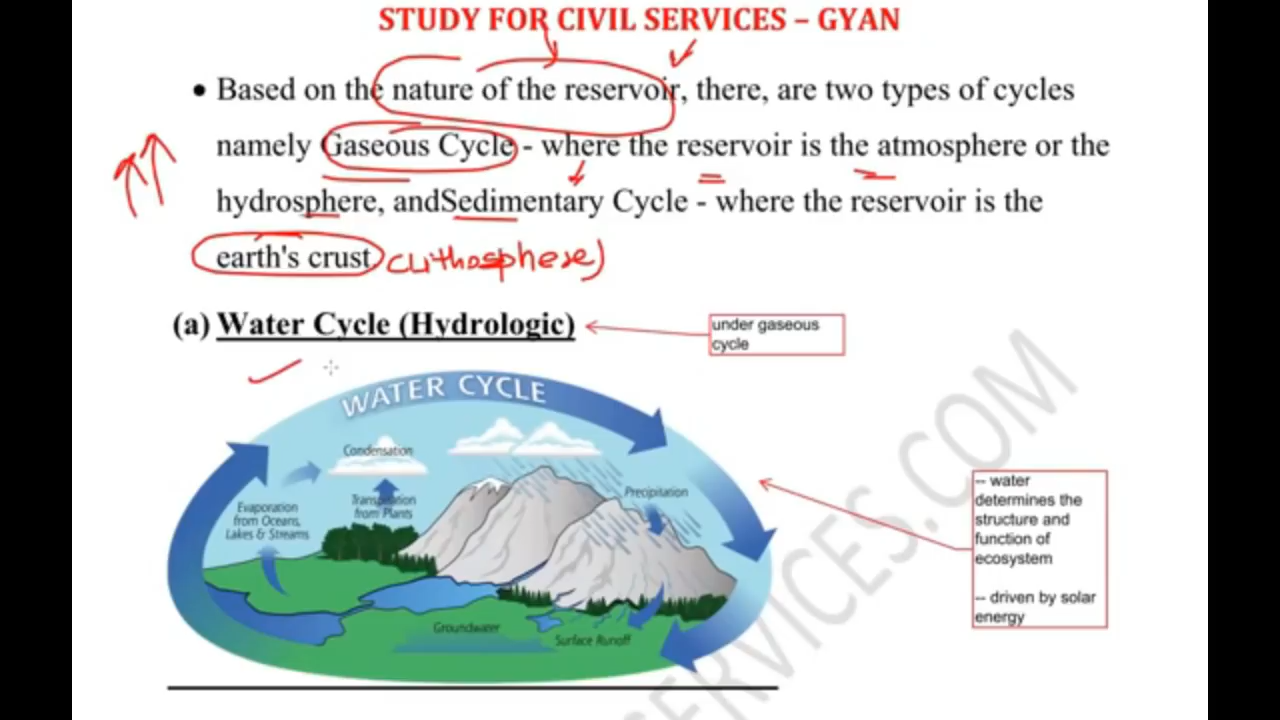 STUDY FOR CIVIL SERVICES – GYAN
• Based on the nature of the reservoir, there, are two types of cycles
namely Gaseous Cycle - where the reservoir is the atmosphere or the
hydrosphere, andSedimentary Cycle - where the reservoir is the
earth's crust (lithosphere)
(a) Water Cycle (Hydrologic)
under gaseous
cycle
WATER CYCLE
Condensation
Transpiration
from Plants
Evaporation
from Oceans,
Lakes & Streams
Precipitation
Groundwater
Surface Runoff
-- water
determines the
structure and
function of
ecosystem
-- driven by solar
energy
SERVICES.COM